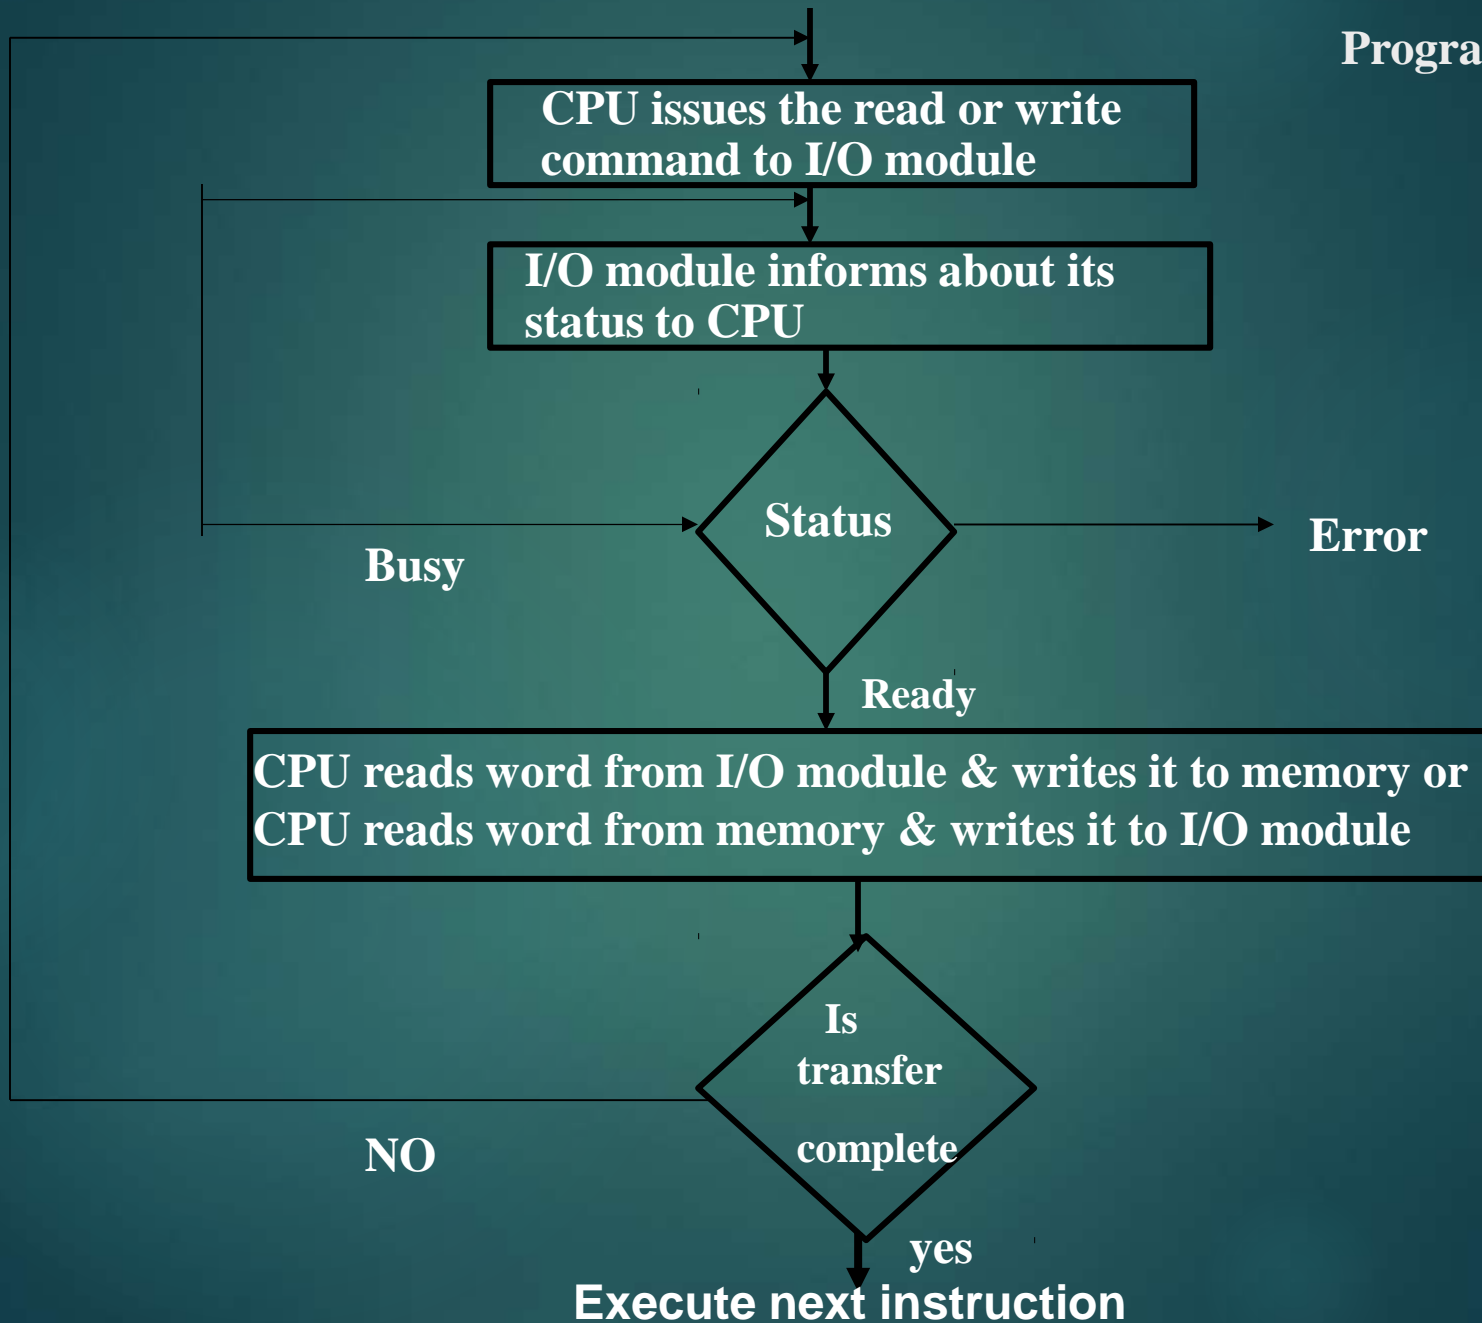 Progra
CPU issues the read or write
command to I/O module
I/O module informs about its
status to CPU
Status
Error
Busy
Ready
CPU reads word from I/O module & writes it to memory or
CPU reads word from memory & writes it to I/O module
Is
transfer
complete
NO
yes
Execute next instruction